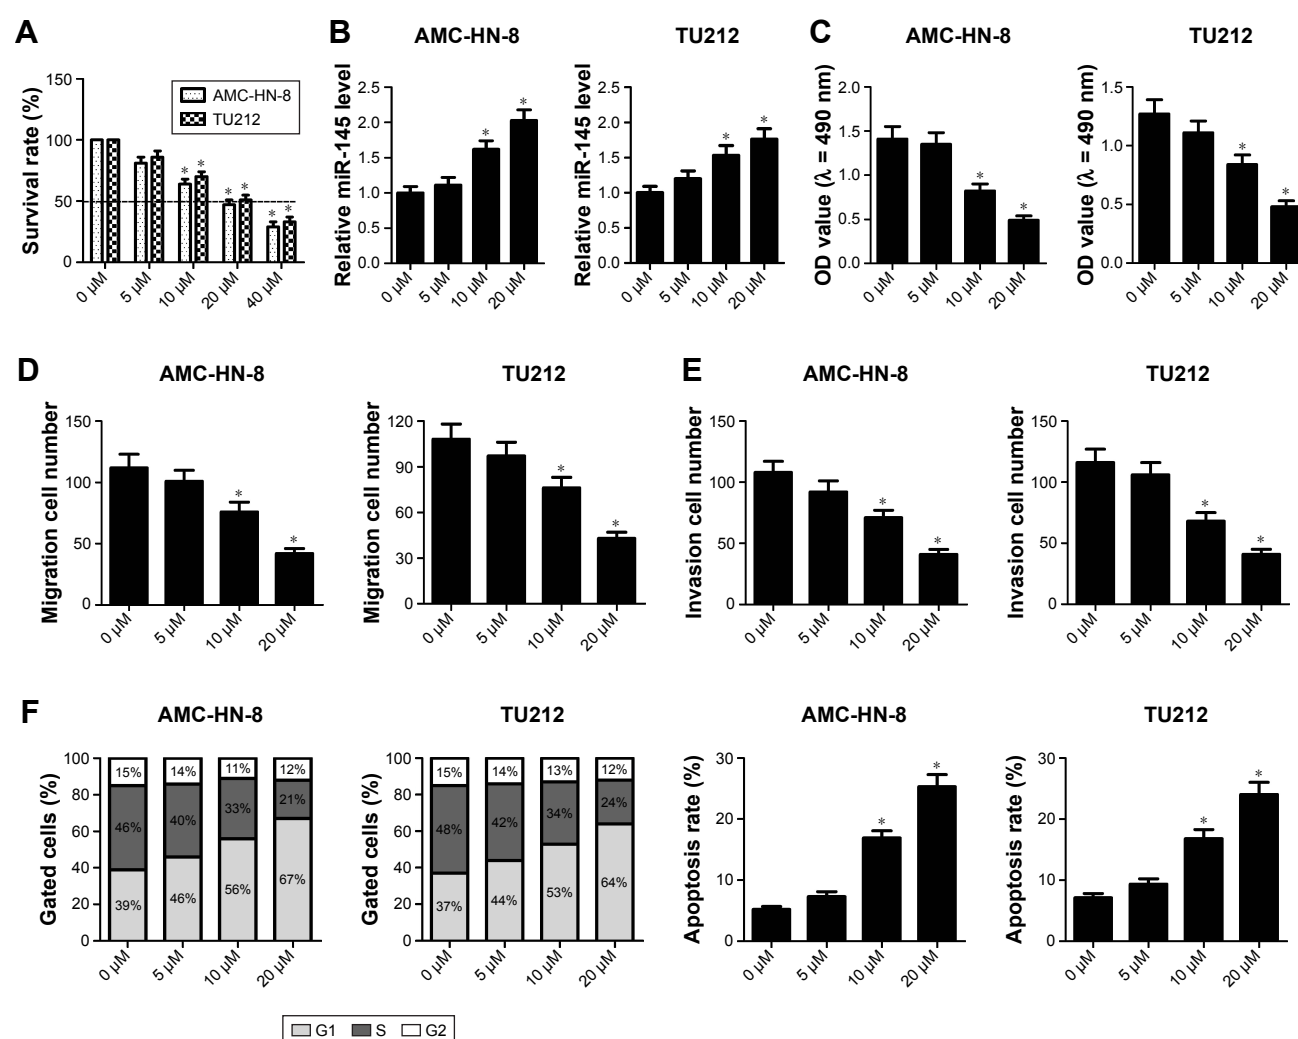 A
Survival rate (%)
150
100
50
0
AMC-HN-8
TU212
* * * * * *
0 µM 5 µM 10 µM 20 µM 40 µM
B
AMC-HN-8
Relative miR-145 level
2.5
2.0
1.5
1.0
0.5
0.0
* *
0 µM 5 µM 10 µM 20 µM
TU212
Relative miR-145 level
2.5
2.0
1.5
1.0
0.5
0.0
* *
0 µM 5 µM 10 µM 20 µM
C
AMC-HN-8
OD value (λ = 490 nm)
2.0
1.5
1.0
0.5
0.0
* *
0 µM 5 µM 10 µM 20 µM
TU212
OD value (λ = 490 nm)
1.5
1.0
0.5
0.0
* *
0 µM 5 µM 10 µM 20 µM
D
AMC-HN-8
Migration cell number
150
100
50
0
* *
0 µM 5 µM 10 µM 20 µM
TU212
Migration cell number
120
90
60
30
0
* *
0 µM 5 µM 10 µM 20 µM
E
AMC-HN-8
Invasion cell number
150
100
50
0
* *
0 µM 5 µM 10 µM 20 µM
TU212
Invasion cell number
150
100
50
0
* *
0 µM 5 µM 10 µM 20 µM
F
AMC-HN-8
Gated cells (%)
100
80
60
40
20
0
15% 14% 11% 12%
46% 40% 33% 21%
39% 46% 56% 67%
0 µM 5 µM 10 µM 20 µM
TU212
Gated cells (%)
100
80
60
40
20
0
15% 14% 13% 12%
48% 42% 34% 24%
37% 44% 53% 64%
0 µM 5 µM 10 µM 20 µM
G1 S G2
AMC-HN-8
Apoptosis rate (%)
30
20
10
0
* *
0 µM 5 µM 10 µM 20 µM
TU212
Apoptosis rate (%)
30
20
10
0
* *
0 µM 5 µM 10 µM 20 µM